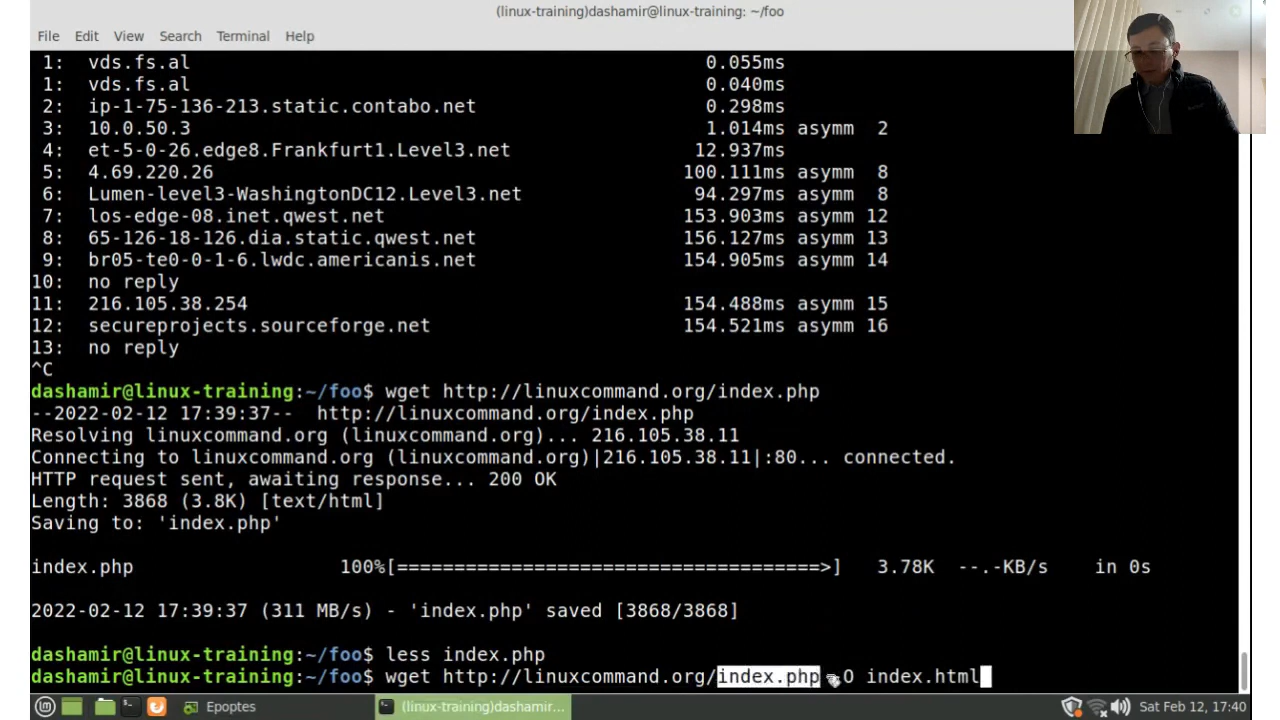 (linux-training)dashamir@linux-training: ~/foo
File Edit View Search Terminal Help
1: vds.fs.al 0.055ms
1: vds.fs.al 0.040ms
2: ip-1-75-136-213.static.contabo.net 0.298ms
3: 10.0.50.3 1.014ms asymm 2
4: et-5-0-26.edge8.Frankfurt1.Level3.net 12.937ms
5: 4.69.220.26 100.111ms asymm 8
6: Lumen-level3-WashingtonDC12.Level3.net 94.297ms asymm 8
7: los-edge-08.inet.qwest.net 153.903ms asymm 12
8: 65-126-18-126.dia.static.qwest.net 156.127ms asymm 13
9: br05-te0-0-1-6.lwdc.americanis.net 154.905ms asymm 14
10: no reply
11: 216.105.38.254 154.488ms asymm 15
12: secureprojects.sourceforge.net 154.521ms asymm 16
13: no reply
^C
dashamir@linux-training:~/foo$ wget http://linuxcommand.org/index.php
--2022-02-12 17:39:37-- http://linuxcommand.org/index.php
Resolving linuxcommand.org (linuxcommand.org)... 216.105.38.11
Connecting to linuxcommand.org (linuxcommand.org)|216.105.38.11|:80... connected.
HTTP request sent, awaiting response... 200 OK
Length: 3868 (3.8K) [text/html]
Saving to: 'index.php'
index.php 100%[=====================================>] 3.78K --.-KB/s in 0s
2022-02-12 17:39:37 (311 MB/s) - 'index.php' saved [3868/3868]
dashamir@linux-training:~/foo$ less index.php
dashamir@linux-training:~/foo$ wget http://linuxcommand.org/index.php -O index.html
Epoptes (linux-training)dashamir... Sat Feb 12, 17:40